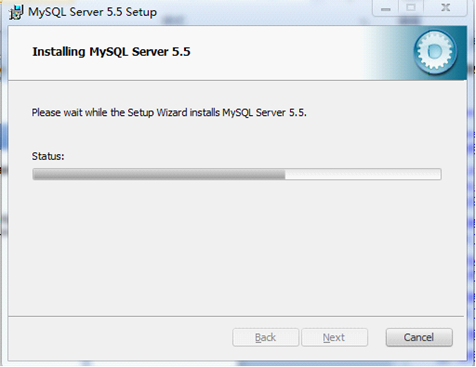 MySQL Server 5.5 Setup
Installing MySQL Server 5.5
Please wait while the Setup Wizard installs MySQL Server 5.5.
Status:
Back Next Cancel